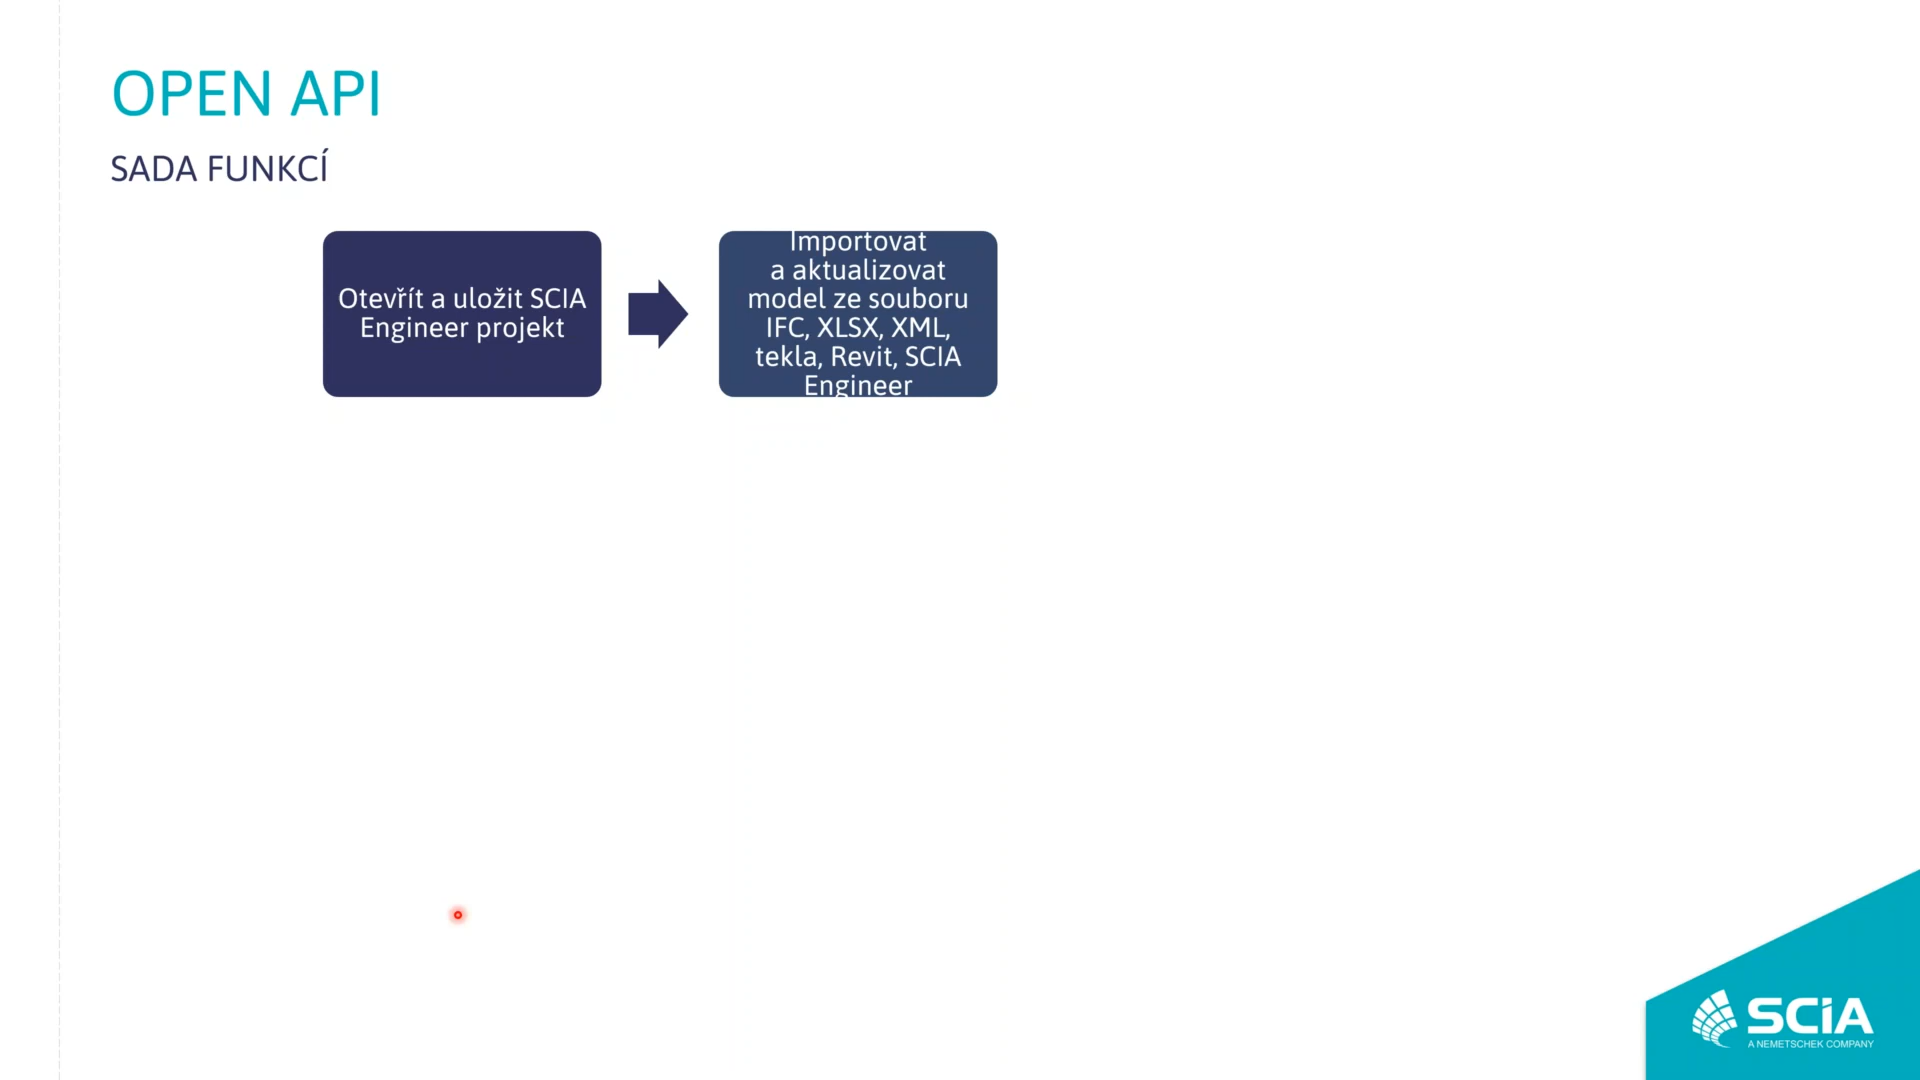 OPEN API
SADA FUNKCÍ
Otevřít a uložit SCIA
Engineer projekt
Importovat
a aktualizovat
model ze souboru
IFC, XLSX, XML,
tekla, Revit, SCIA
Engineer
SCIA
A NEMETSCHEK COMPANY